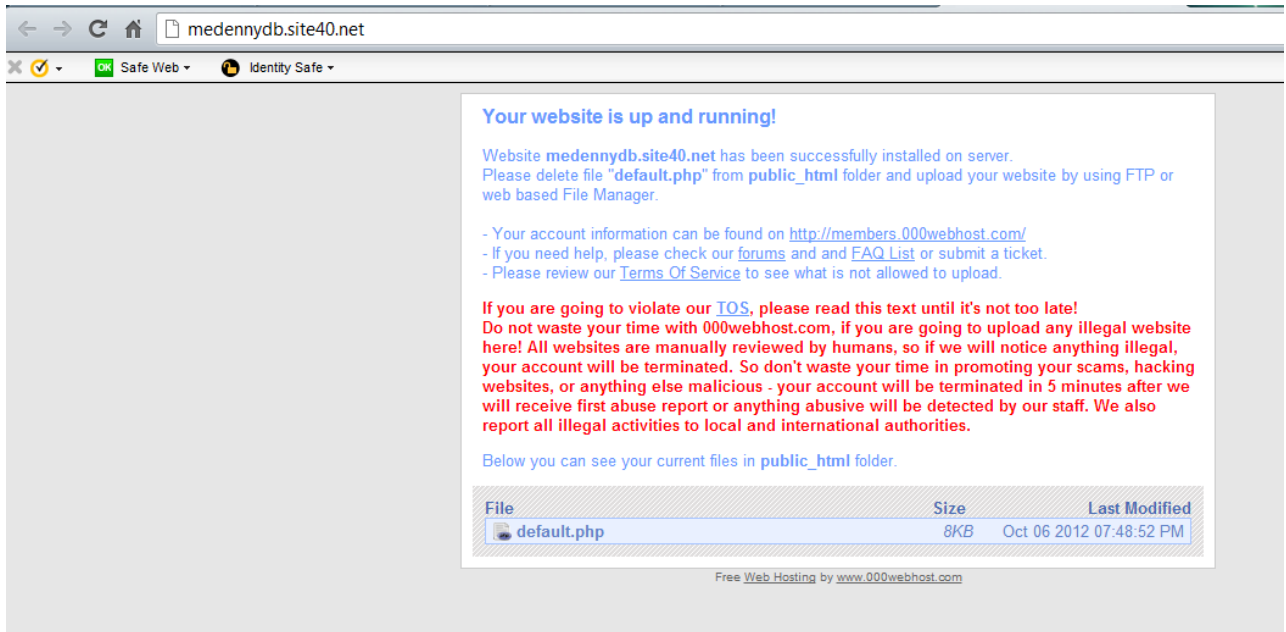 medennydb.site40.net
OK Safe Web Identity Safe
Your website is up and running!
Website medennydb.site40.net has been successfully installed on server.
Please delete file "default.php" from public_html folder and upload your website by using FTP or
web based File Manager.
- Your account information can be found on http://members.000webhost.com/
- If you need help, please check our forums and and FAQ List or submit a ticket.
- Please review our Terms Of Service to see what is not allowed to upload.
If you are going to violate our TOS, please read this text until it's not too late!
Do not waste your time with 000webhost.com, if you are going to upload any illegal website
here! All websites are manually reviewed by humans, so if we will notice anything illegal,
your account will be terminated. So don't waste your time in promoting your scams, hacking
websites, or anything else malicious - your account will be terminated in 5 minutes after we
will receive first abuse report or anything abusive will be detected by our staff. We also
report all illegal activities to local and international authorities.
Below you can see your current files in public_html folder.
File Size Last Modified
default.php 8KB Oct 06 2012 07:48:52 PM
Free Web Hosting by www.000webhost.com